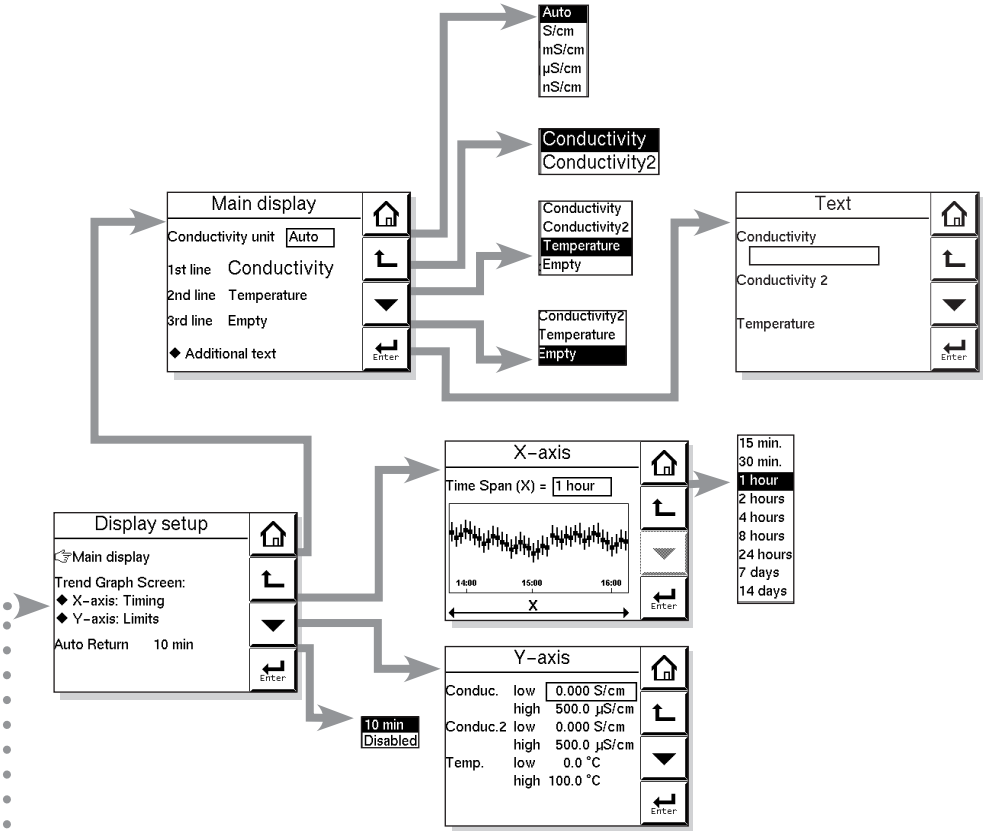 Auto
S/cm
mS/cm
µS/cm
nS/cm
Conductivity
Conductivity2
Main display
Conductivity unit Auto
1st line Conductivity
2nd line Temperature
3rd line Empty
◆ Additional text
Enter
Conductivity
Conductivity2
Temperature
Empty
Conductivity2
Temperature
Empty
Text
Conductivity
Conductivity 2
Temperature
Enter
Display setup
Main display
Trend Graph Screen:
◆ X-axis: Timing
◆ Y-axis: Limits
Auto Return 10 min
Enter
10 min
Disabled
X-axis
Time Span (X) = 1 hour
14:00 15:00 16:00
X
Enter
15 min.
30 min.
1 hour
2 hours
4 hours
8 hours
24 hours
7 days
14 days
Y-axis
Conduc. low 0.000 S/cm
high 500.0 µS/cm
Conduc.2 low 0.000 S/cm
high 500.0 µS/cm
Temp. low 0.0 °C
high 100.0 °C
Enter